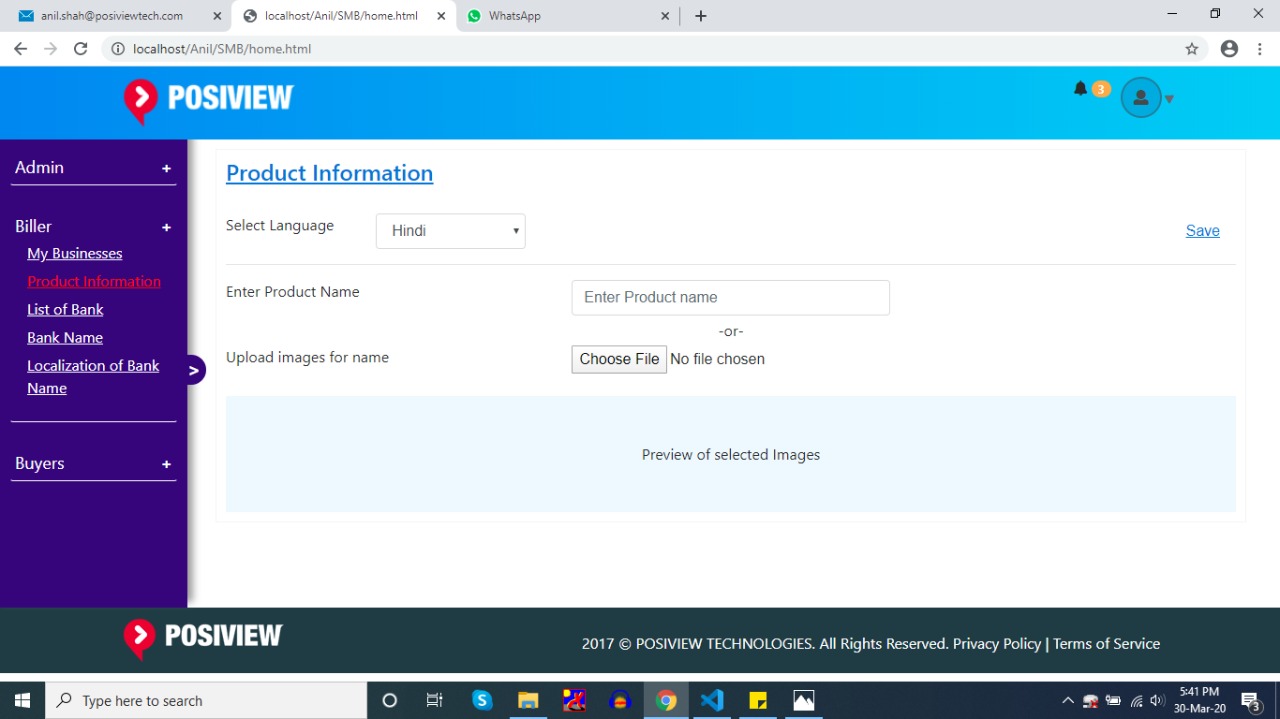 anil.shah@posiviewtech.com
localhost/Anil/SMB/home.html
WhatsApp
localhost/Anil/SMB/home.html
POSIVIEW
3
Admin +
Biller +
My Businesses
Product Information
List of Bank
Bank Name
Localization of Bank
Name
Buyers +
>
Product Information
Select Language Hindi Save
Enter Product Name Enter Product name
-or-
Upload images for name Choose File No file chosen
Preview of selected Images
POSIVIEW
2017 © POSIVIEW TECHNOLOGIES. All Rights Reserved. Privacy Policy | Terms of Service
Type here to search
5:41 PM
30-Mar-20
3